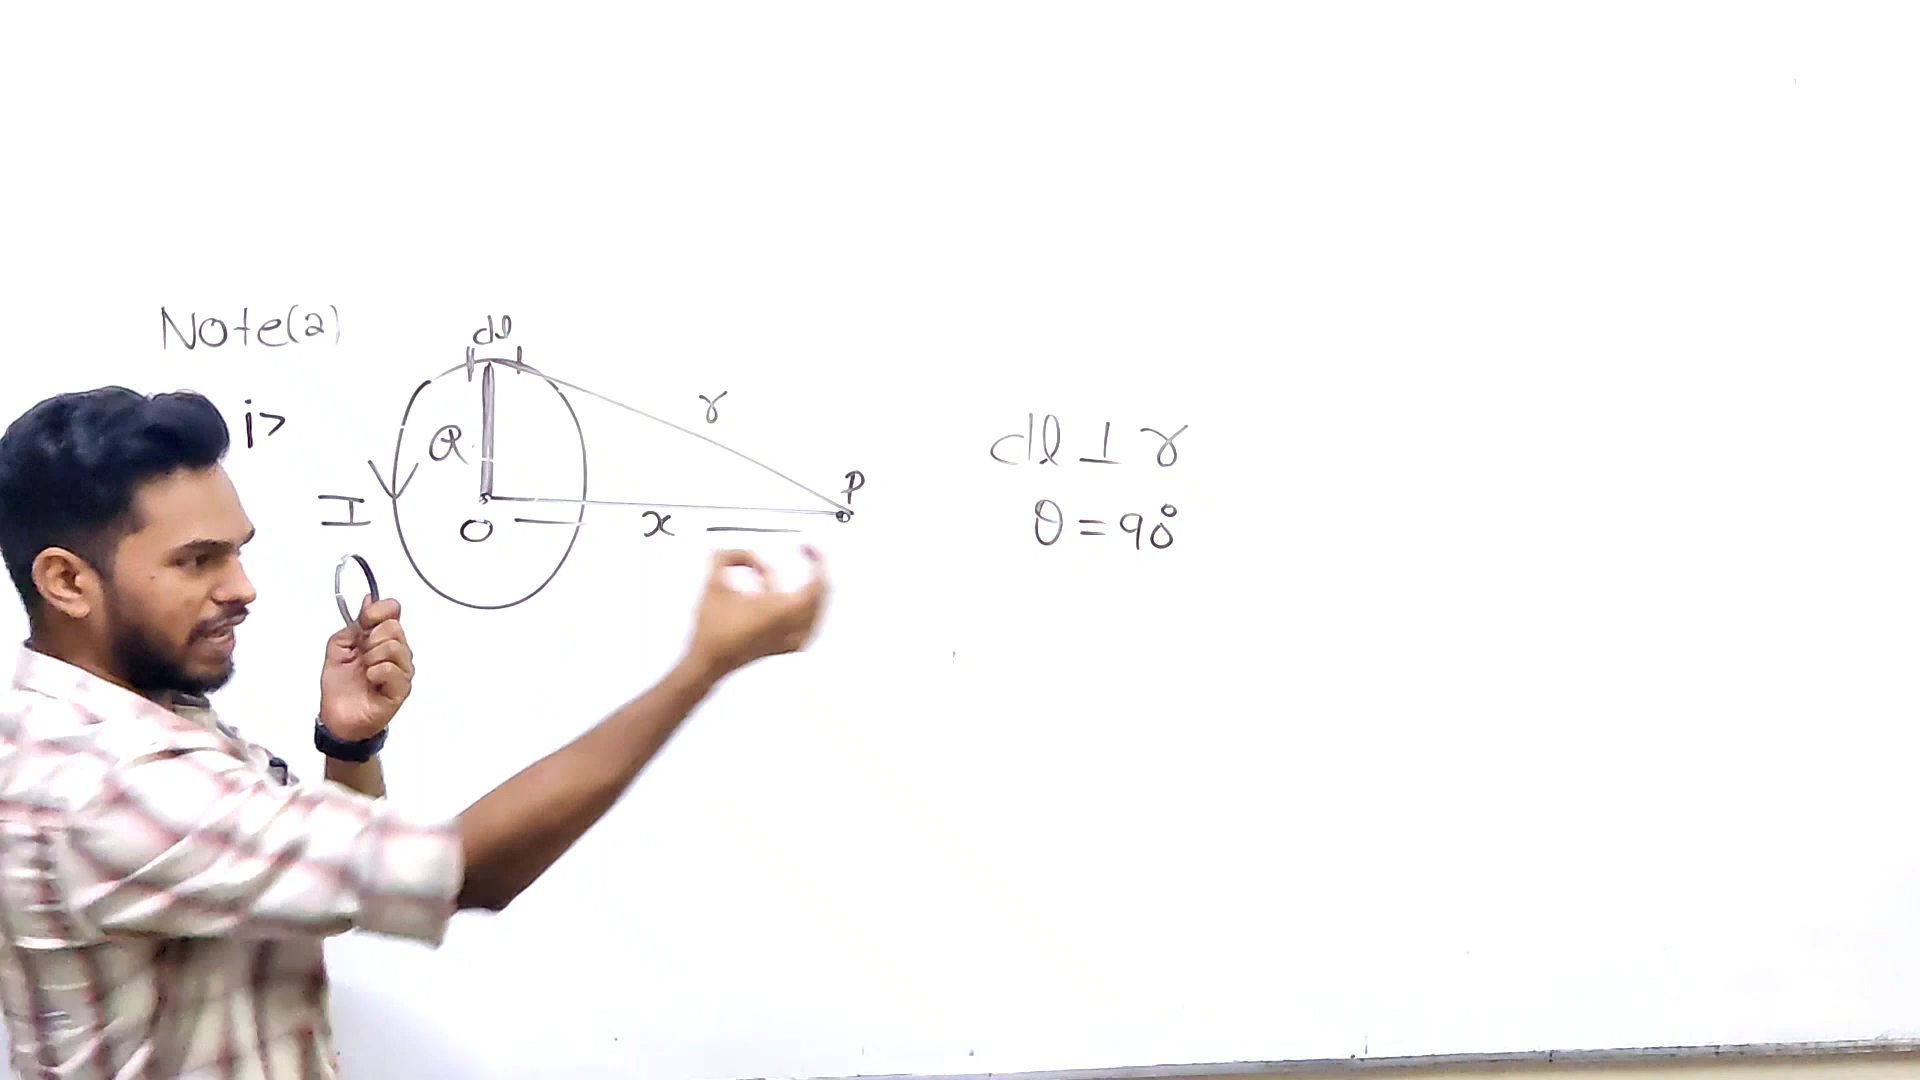 Note(2)
i>
dl
R
r
I
O
x
P
dl ⊥ r
θ = 90°